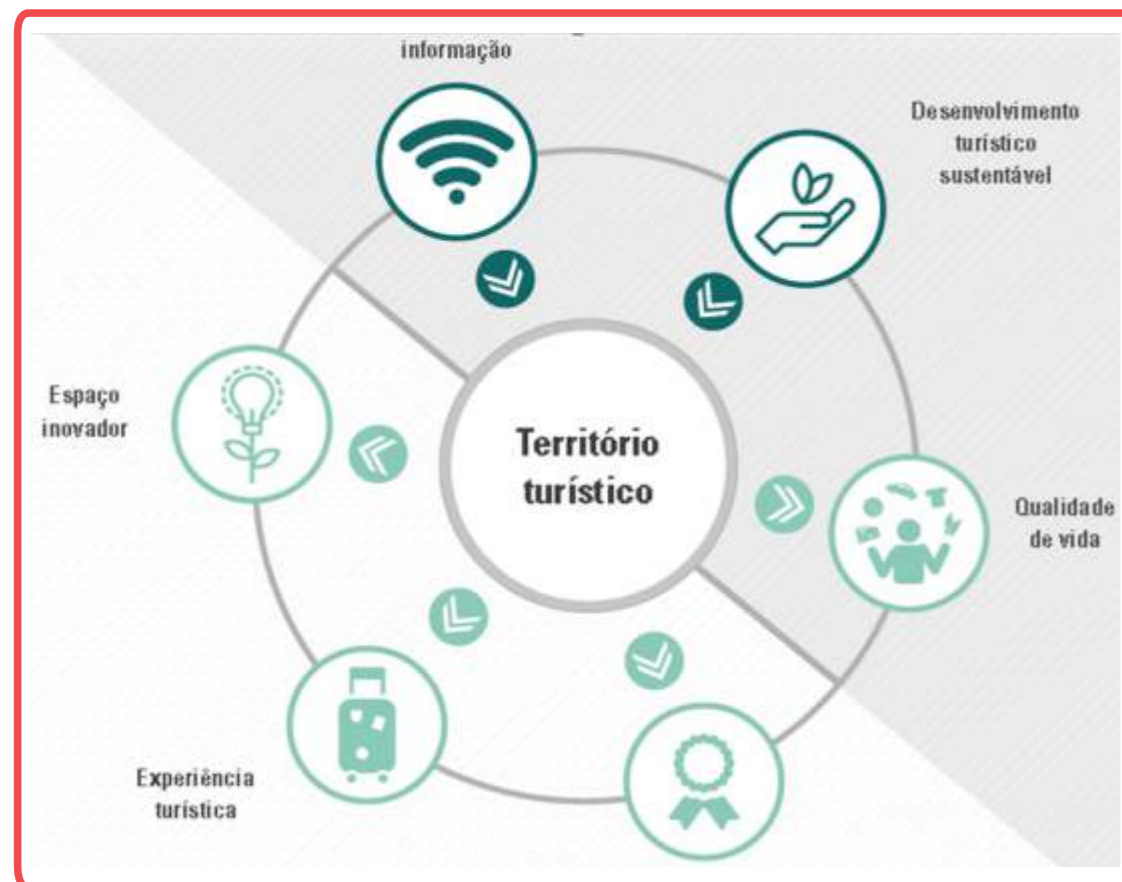 informação
Desenvolvimento
turístico
sustentável
Espaço
inovador
Território
turístico
Qualidade
de vida
Experiência
turística